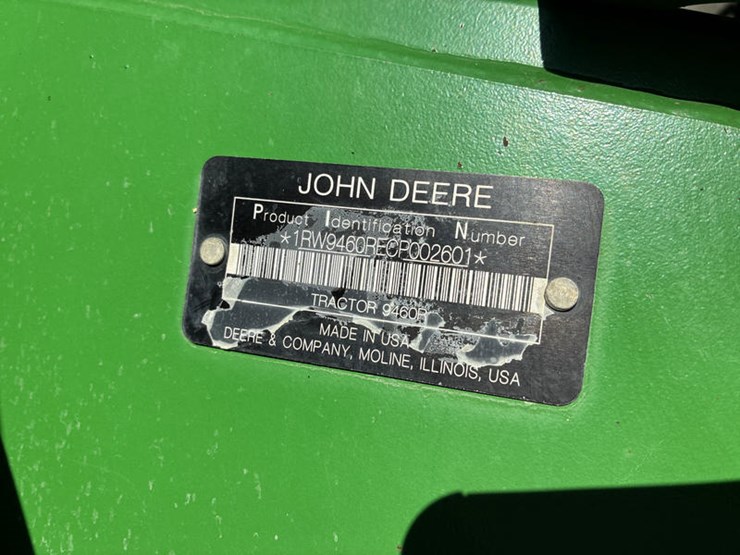 JOHN DEERE
Product Identification Number
*1RW9460RECP002601*
TRACTOR 9460R
MADE IN USA
DEERE & COMPANY, MOLINE, ILLINOIS, USA